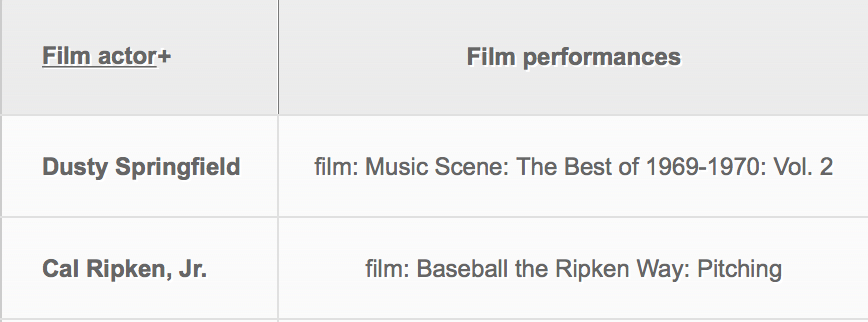 Film actor+ Film performances
Dusty Springfield film: Music Scene: The Best of 1969-1970: Vol. 2
Cal Ripken, Jr. film: Baseball the Ripken Way: Pitching